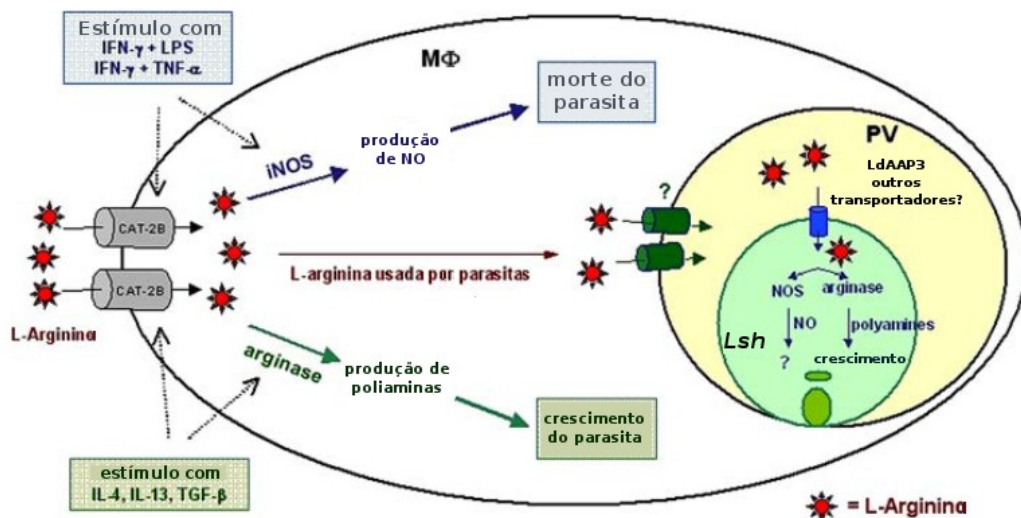 Estímulo com
IFN-γ + LPS
IFN-γ + TNF-α
MΦ
morte do
parasita
produção
de NO
iNOS
PV
LdAAP3
outros
transportadores?
?
CAT-2B
CAT-2B
L-Arginina
L-arginina usada por parasitas
NOS
arginase
NO
polyamines
Lsh
?
crescimento
arginase
produção de
poliaminas
crescimento
do parasita
estímulo com
IL-4, IL-13, TGF-β
= L-Arginina